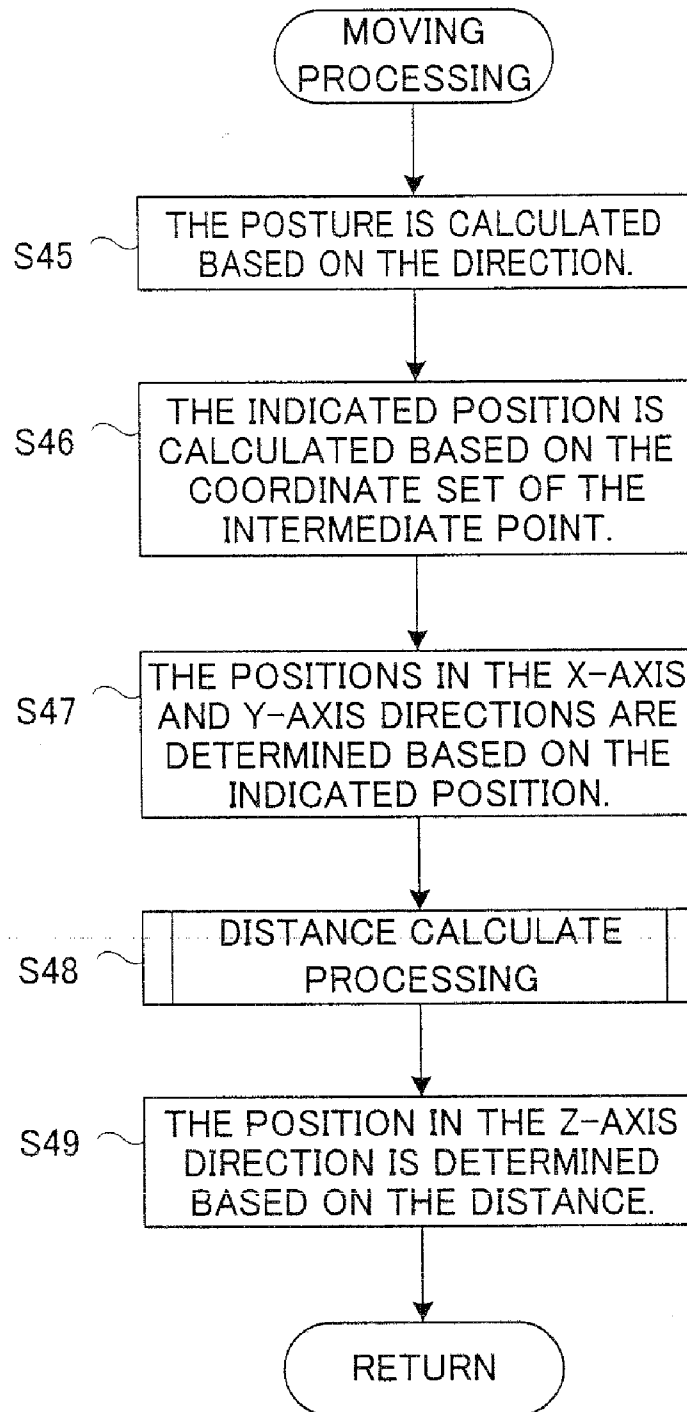 MOVING
PROCESSING
S45
THE POSTURE IS CALCULATED
BASED ON THE DIRECTION.
S46
THE INDICATED POSITION IS
CALCULATED BASED ON THE
COORDINATE SET OF THE
INTERMEDIATE POINT.
S47
THE POSITIONS IN THE X-AXIS
AND Y-AXIS DIRECTIONS ARE
DETERMINED BASED ON THE
INDICATED POSITION.
S48
DISTANCE CALCULATE
PROCESSING
S49
THE POSITION IN THE Z-AXIS
DIRECTION IS DETERMINED
BASED ON THE DISTANCE.
RETURN